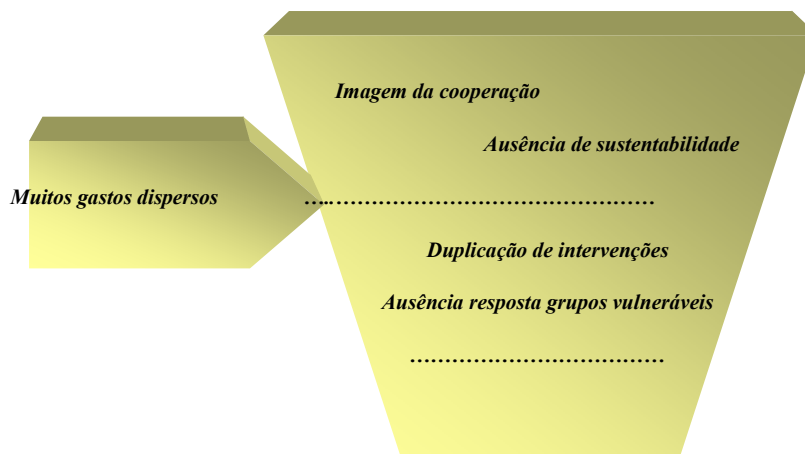 Imagem da cooperação
Ausência de sustentabilidade
Muitos gastos dispersos
…..…………………………………………
Duplicação de intervenções
Ausência resposta grupos vulneráveis
………………………………